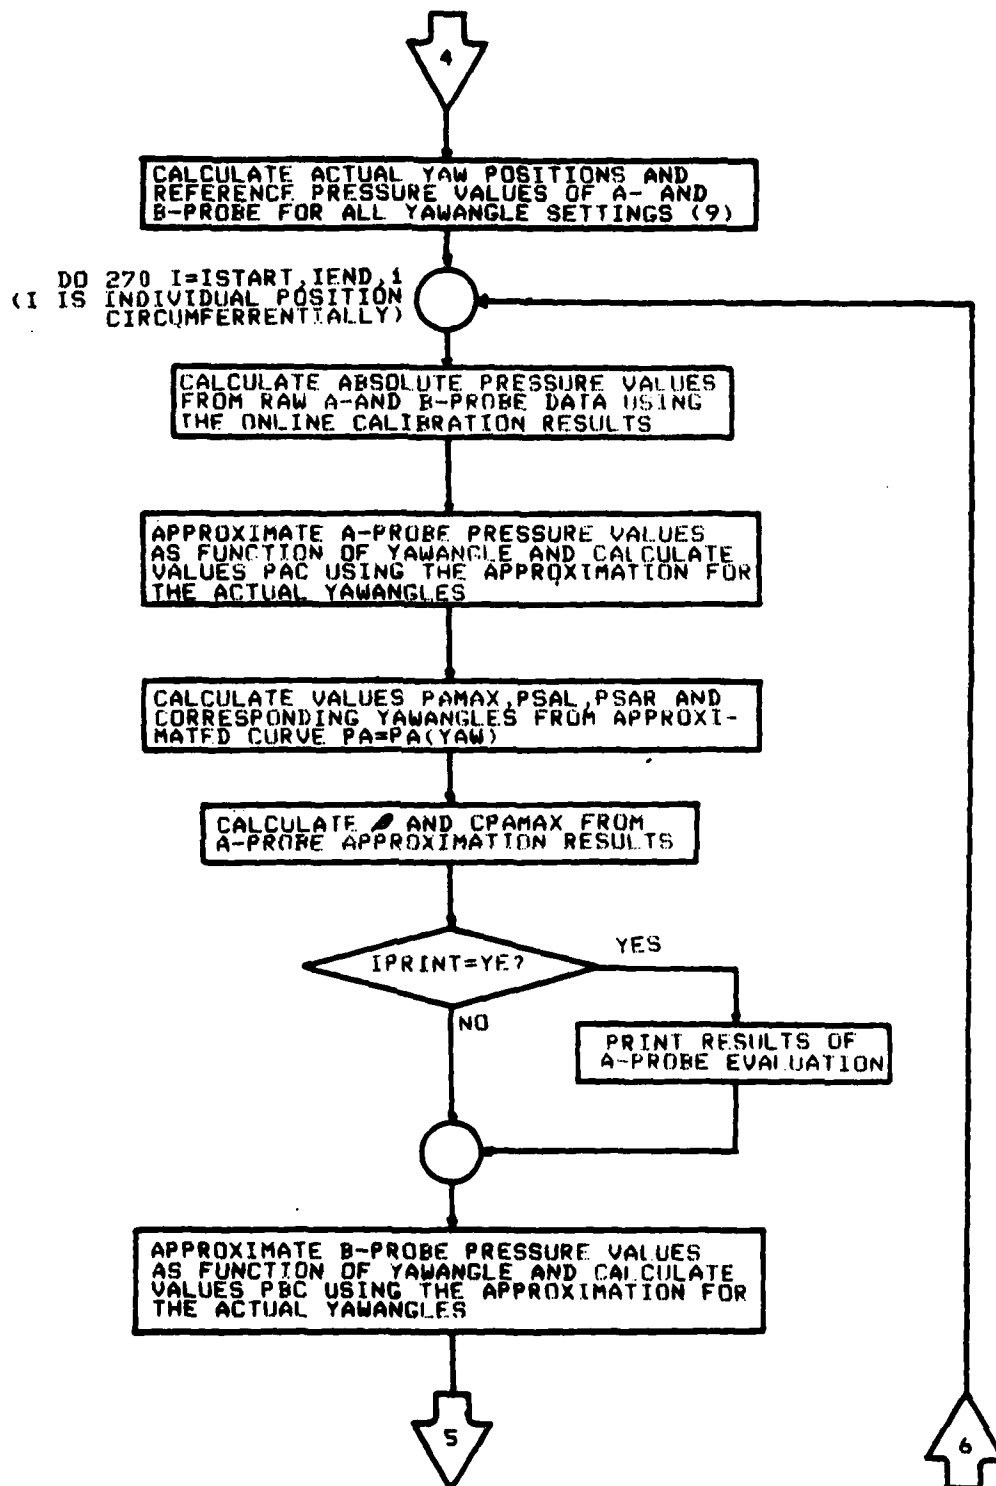 4
CALCULATE ACTUAL YAW POSITIONS AND
REFERENCE PRESSURE VALUES OF A- AND
B-PROBE FOR ALL YAWANGLE SETTINGS (9)
DO 270 I=ISTART,IEND,1
(I IS INDIVIDUAL POSITION
CIRCUMFERRENTIALLY)
CALCULATE ABSOLUTE PRESSURE VALUES
FROM RAW A-AND B-PROBE DATA USING
THE ONLINE CALIBRATION RESULTS
APPROXIMATE A-PROBE PRESSURE VALUES
AS FUNCTION OF YAWANGLE AND CALCULATE
VALUES PAC USING THE APPROXIMATION FOR
THE ACTUAL YAWANGLES
CALCULATE VALUES PAMAX,PSAL,PSAR AND
CORRESPONDING YAWANGLES FROM APPROXI-
MATED CURVE PA=PA(YAW)
CALCULATE AND CPAMAX FROM
A-PROBE APPROXIMATION RESULTS
IPRINT=YE?
YES
NO
PRINT RESULTS OF
A-PROBE EVALUATION
APPROXIMATE B-PROBE PRESSURE VALUES
AS FUNCTION OF YAWANGLE AND CALCULATE
VALUES PBC USING THE APPROXIMATION FOR
THE ACTUAL YAWANGLES
5
6